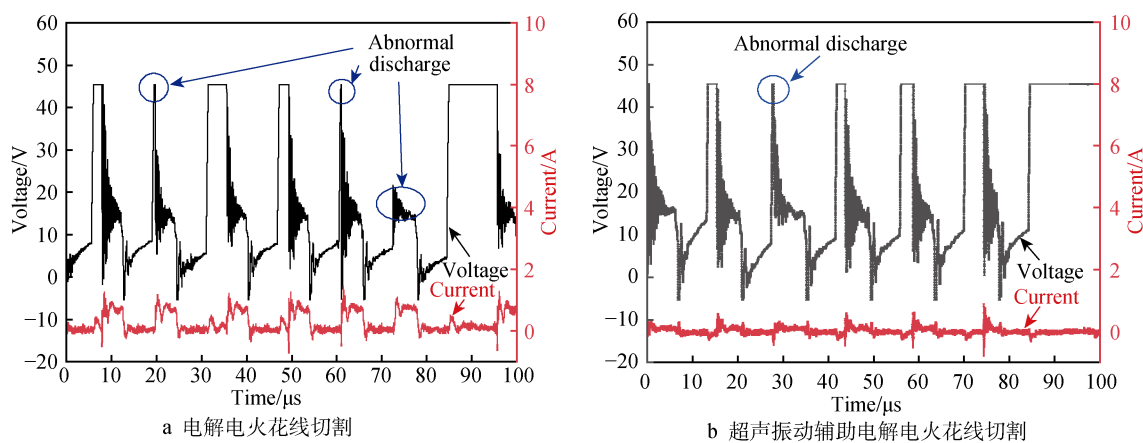 60
50
40
30
20
10
0
−10
−20
Voltage/V
Abnormal
discharge
Voltage
Current
10
8
6
4
2
0
Current/A
0 10 20 30 40 50 60 70 80 90 100
Time/μs
a 电解电火花线切割
60
50
40
30
20
10
0
−10
−20
Voltage/V
Abnormal discharge
Voltage
Current
10
8
6
4
2
0
Current/A
0 10 20 30 40 50 60 70 80 90 100
Time/μs
b 超声振动辅助电解电火花线切割